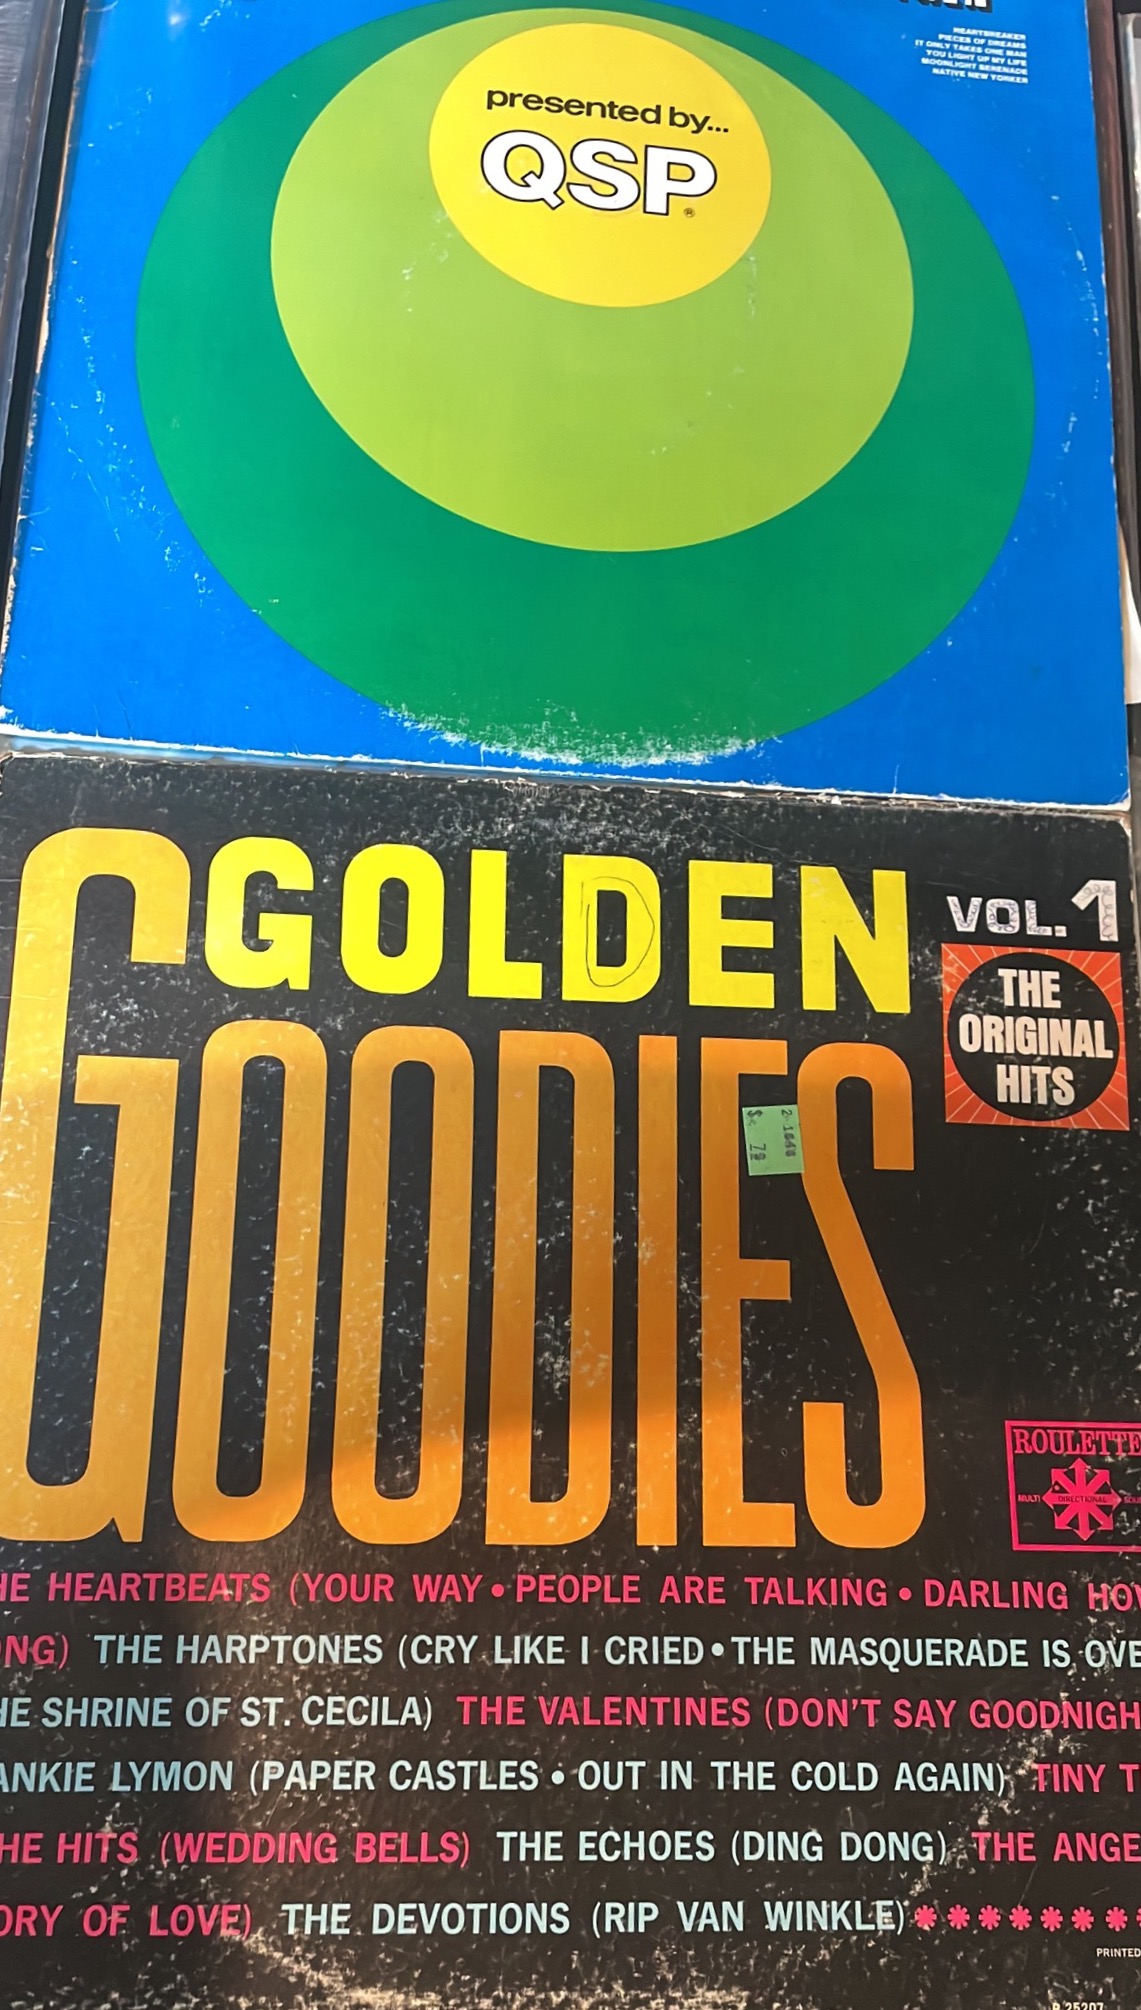 HEARTBREAKER
PIECES OF DREAMS
IT ONLY TAKES ONE MAN
YOU LIGHT UP MY LIFE
MOONLIGHT SERENADE
NATIVE NEW YORKER
presented by...
QSP®
GOLDEN
GOODIES
VOL. 1
THE
ORIGINAL
HITS
ROULETTE
MULTI DIRECTIONAL
HE HEARTBEATS (YOUR WAY • PEOPLE ARE TALKING • DARLING HOW
ONG) THE HARPTONES (CRY LIKE I CRIED • THE MASQUERADE IS OVE
HE SHRINE OF ST. CECILA) THE VALENTINES (DON'T SAY GOODNIGH
ANKIE LYMON (PAPER CASTLES • OUT IN THE COLD AGAIN) TINY T
HE HITS (WEDDING BELLS) THE ECHOES (DING DONG) THE ANGE
ORY OF LOVE) THE DEVOTIONS (RIP VAN WINKLE) * * * * * * * *
PRINTED
R 25207